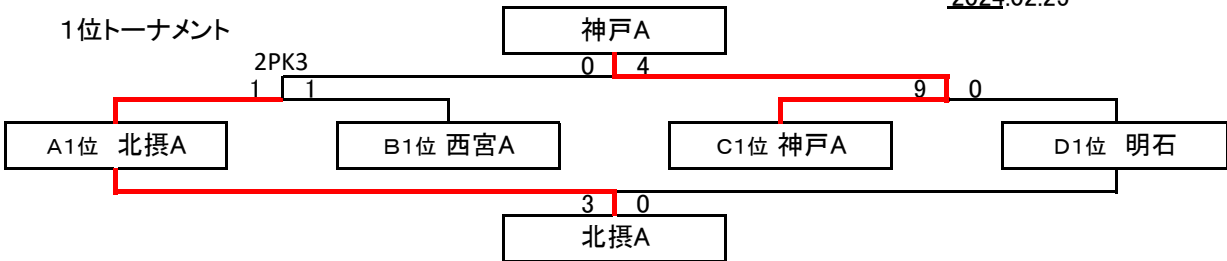 2024.02.25
1位トーナメント
神戸A
2PK3
0 4
1 1
9 0
A1位 北摂A
B1位 西宮A
C1位 神戸A
D1位 明石
3 0
北摂A